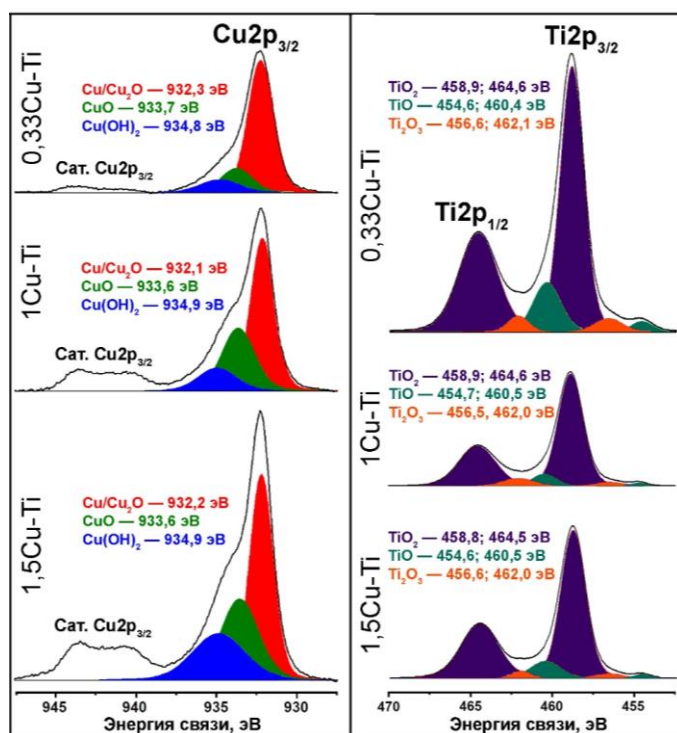 Cu2p3/2
0,33Cu-Ti
Cu/Cu2O — 932,3 эВ
CuO — 933,7 эВ
Cu(OH)2 — 934,8 эВ
Сат. Cu2p3/2
1Cu-Ti
Cu/Cu2O — 932,1 эВ
CuO — 933,6 эВ
Cu(OH)2 — 934,9 эВ
Сат. Cu2p3/2
1,5Cu-Ti
Cu/Cu2O — 932,2 эВ
CuO — 933,6 эВ
Cu(OH)2 — 934,9 эВ
Сат. Cu2p3/2
945 940 935 930
Энергия связи, эВ
Ti2p3/2
0,33Cu-Ti
TiO2 — 458,9; 464,6 эВ
TiO — 454,6; 460,4 эВ
Ti2O3 — 456,6; 462,1 эВ
Ti2p1/2
1Cu-Ti
TiO2 — 458,9; 464,6 эВ
TiO — 454,7; 460,5 эВ
Ti2O3 — 456,5, 462,0 эВ
1,5Cu-Ti
TiO2 — 458,8; 464,5 эВ
TiO — 454,6; 460,5 эВ
Ti2O3 — 456,6; 462,0 эВ
470 465 460 455
Энергия связи, эВ